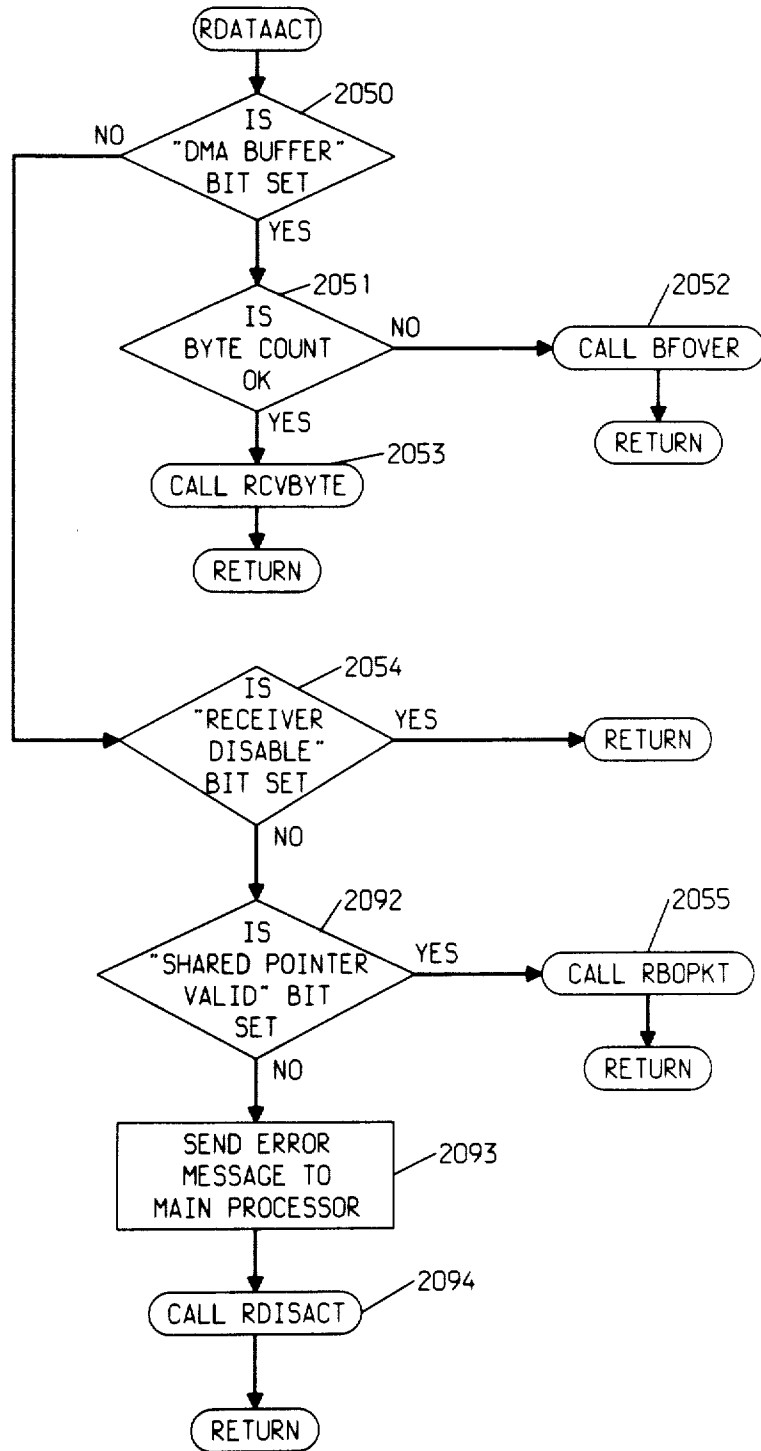 RDATAACT
2050
IS
"DMA BUFFER"
BIT SET
NO
YES
2051
IS
BYTE COUNT
OK
NO
2052
CALL BFOVER
RETURN
YES
2053
CALL RCVBYTE
RETURN
2054
IS
"RECEIVER
DISABLE"
BIT SET
YES
RETURN
NO
2092
IS
"SHARED POINTER
VALID" BIT
SET
YES
2055
CALL RBOPKT
RETURN
NO
SEND ERROR
MESSAGE TO
MAIN PROCESSOR
2093
2094
CALL RDISACT
RETURN